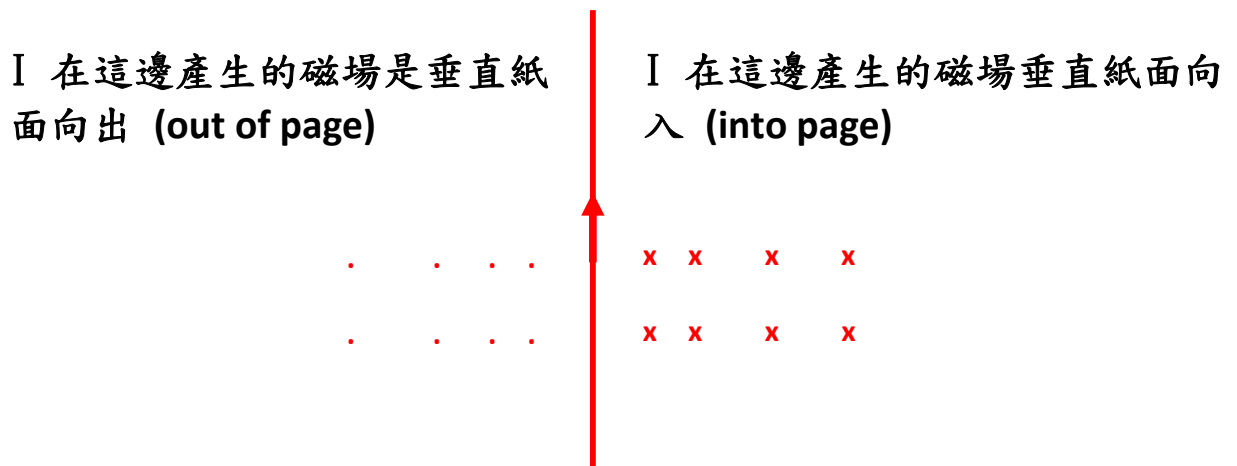 I 在這邊產生的磁場是垂直紙
面向出 (out of page)
I 在這邊產生的磁場垂直紙面向
入 (into page)
. . . . x x x x
. . . . x x x x